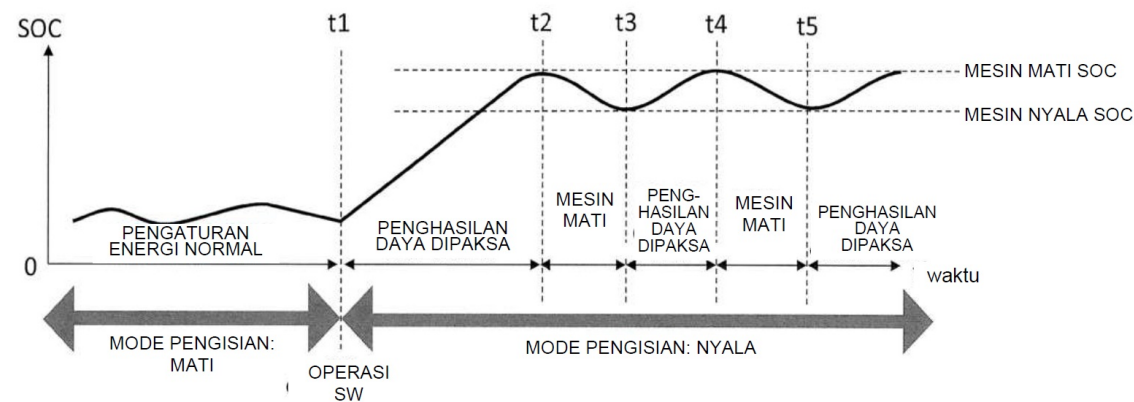 SOC
t1
t2
t3
t4
t5
MESIN MATI SOC
MESIN NYALA SOC
PENGATURAN
ENERGI NORMAL
PENGHASILAN
DAYA DIPAKSA
MESIN
MATI
PENG-
HASILAN
DAYA
DIPAKSA
MESIN
MATI
PENGHASILAN
DAYA
DIPAKSA
0
waktu
MODE PENGISIAN:
MATI
MODE PENGISIAN: NYALA
OPERASI
SW